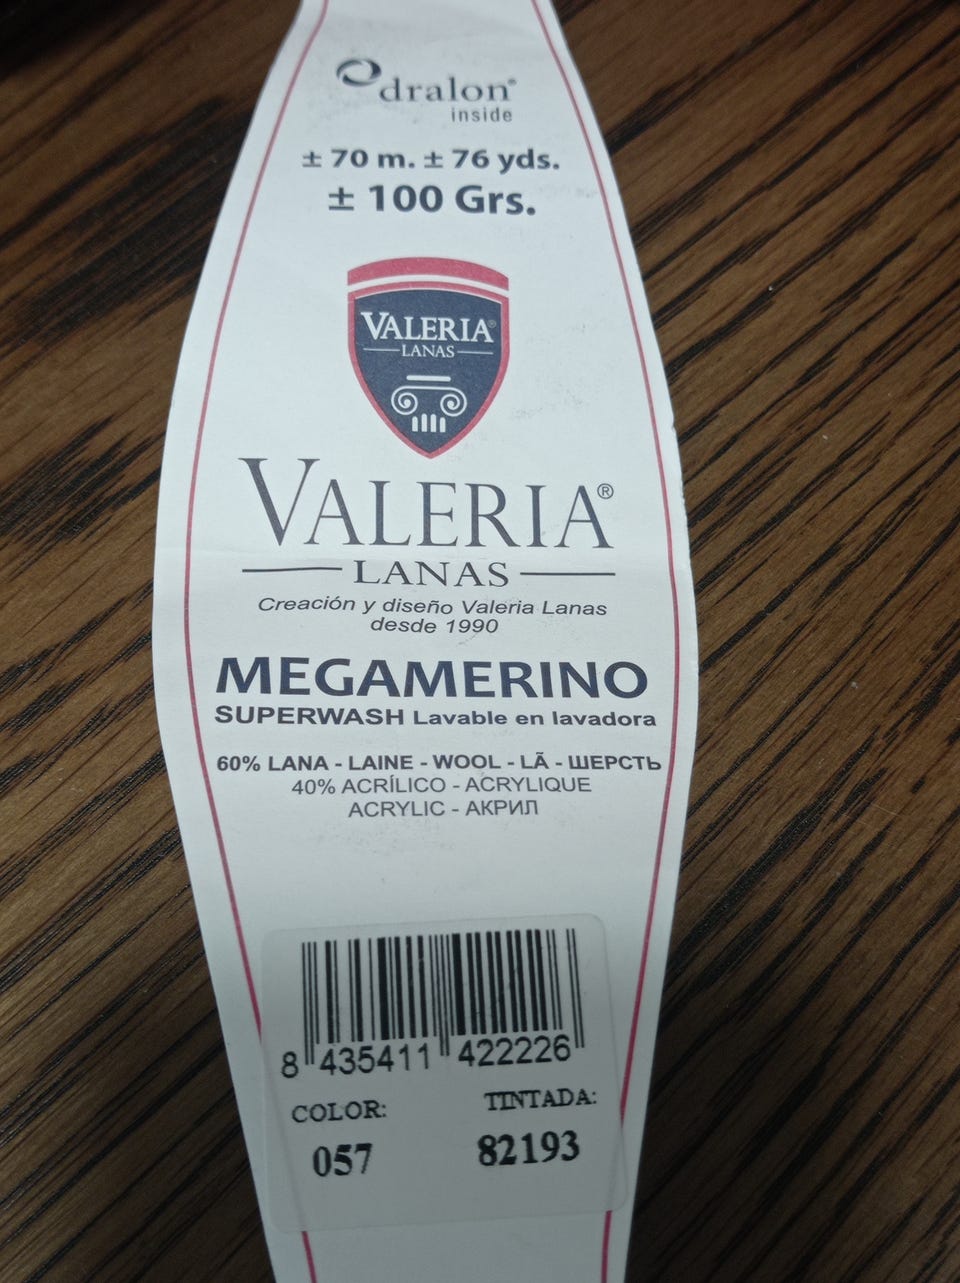 dralon®
inside
± 70 m. ± 76 yds.
± 100 Grs.
VALERIA®
LANAS
VALERIA®
LANAS
Creación y diseño Valeria Lanas
desde 1990
MEGAMERINO
SUPERWASH Lavable en lavadora
60% LANA - LAINE - WOOL - LÃ - ШЕРСТЬ
40% ACRÍLICO - ACRYLIQUE
ACRYLIC - АКРИЛ
8 435411 422226
COLOR: TINTADA:
057 82193